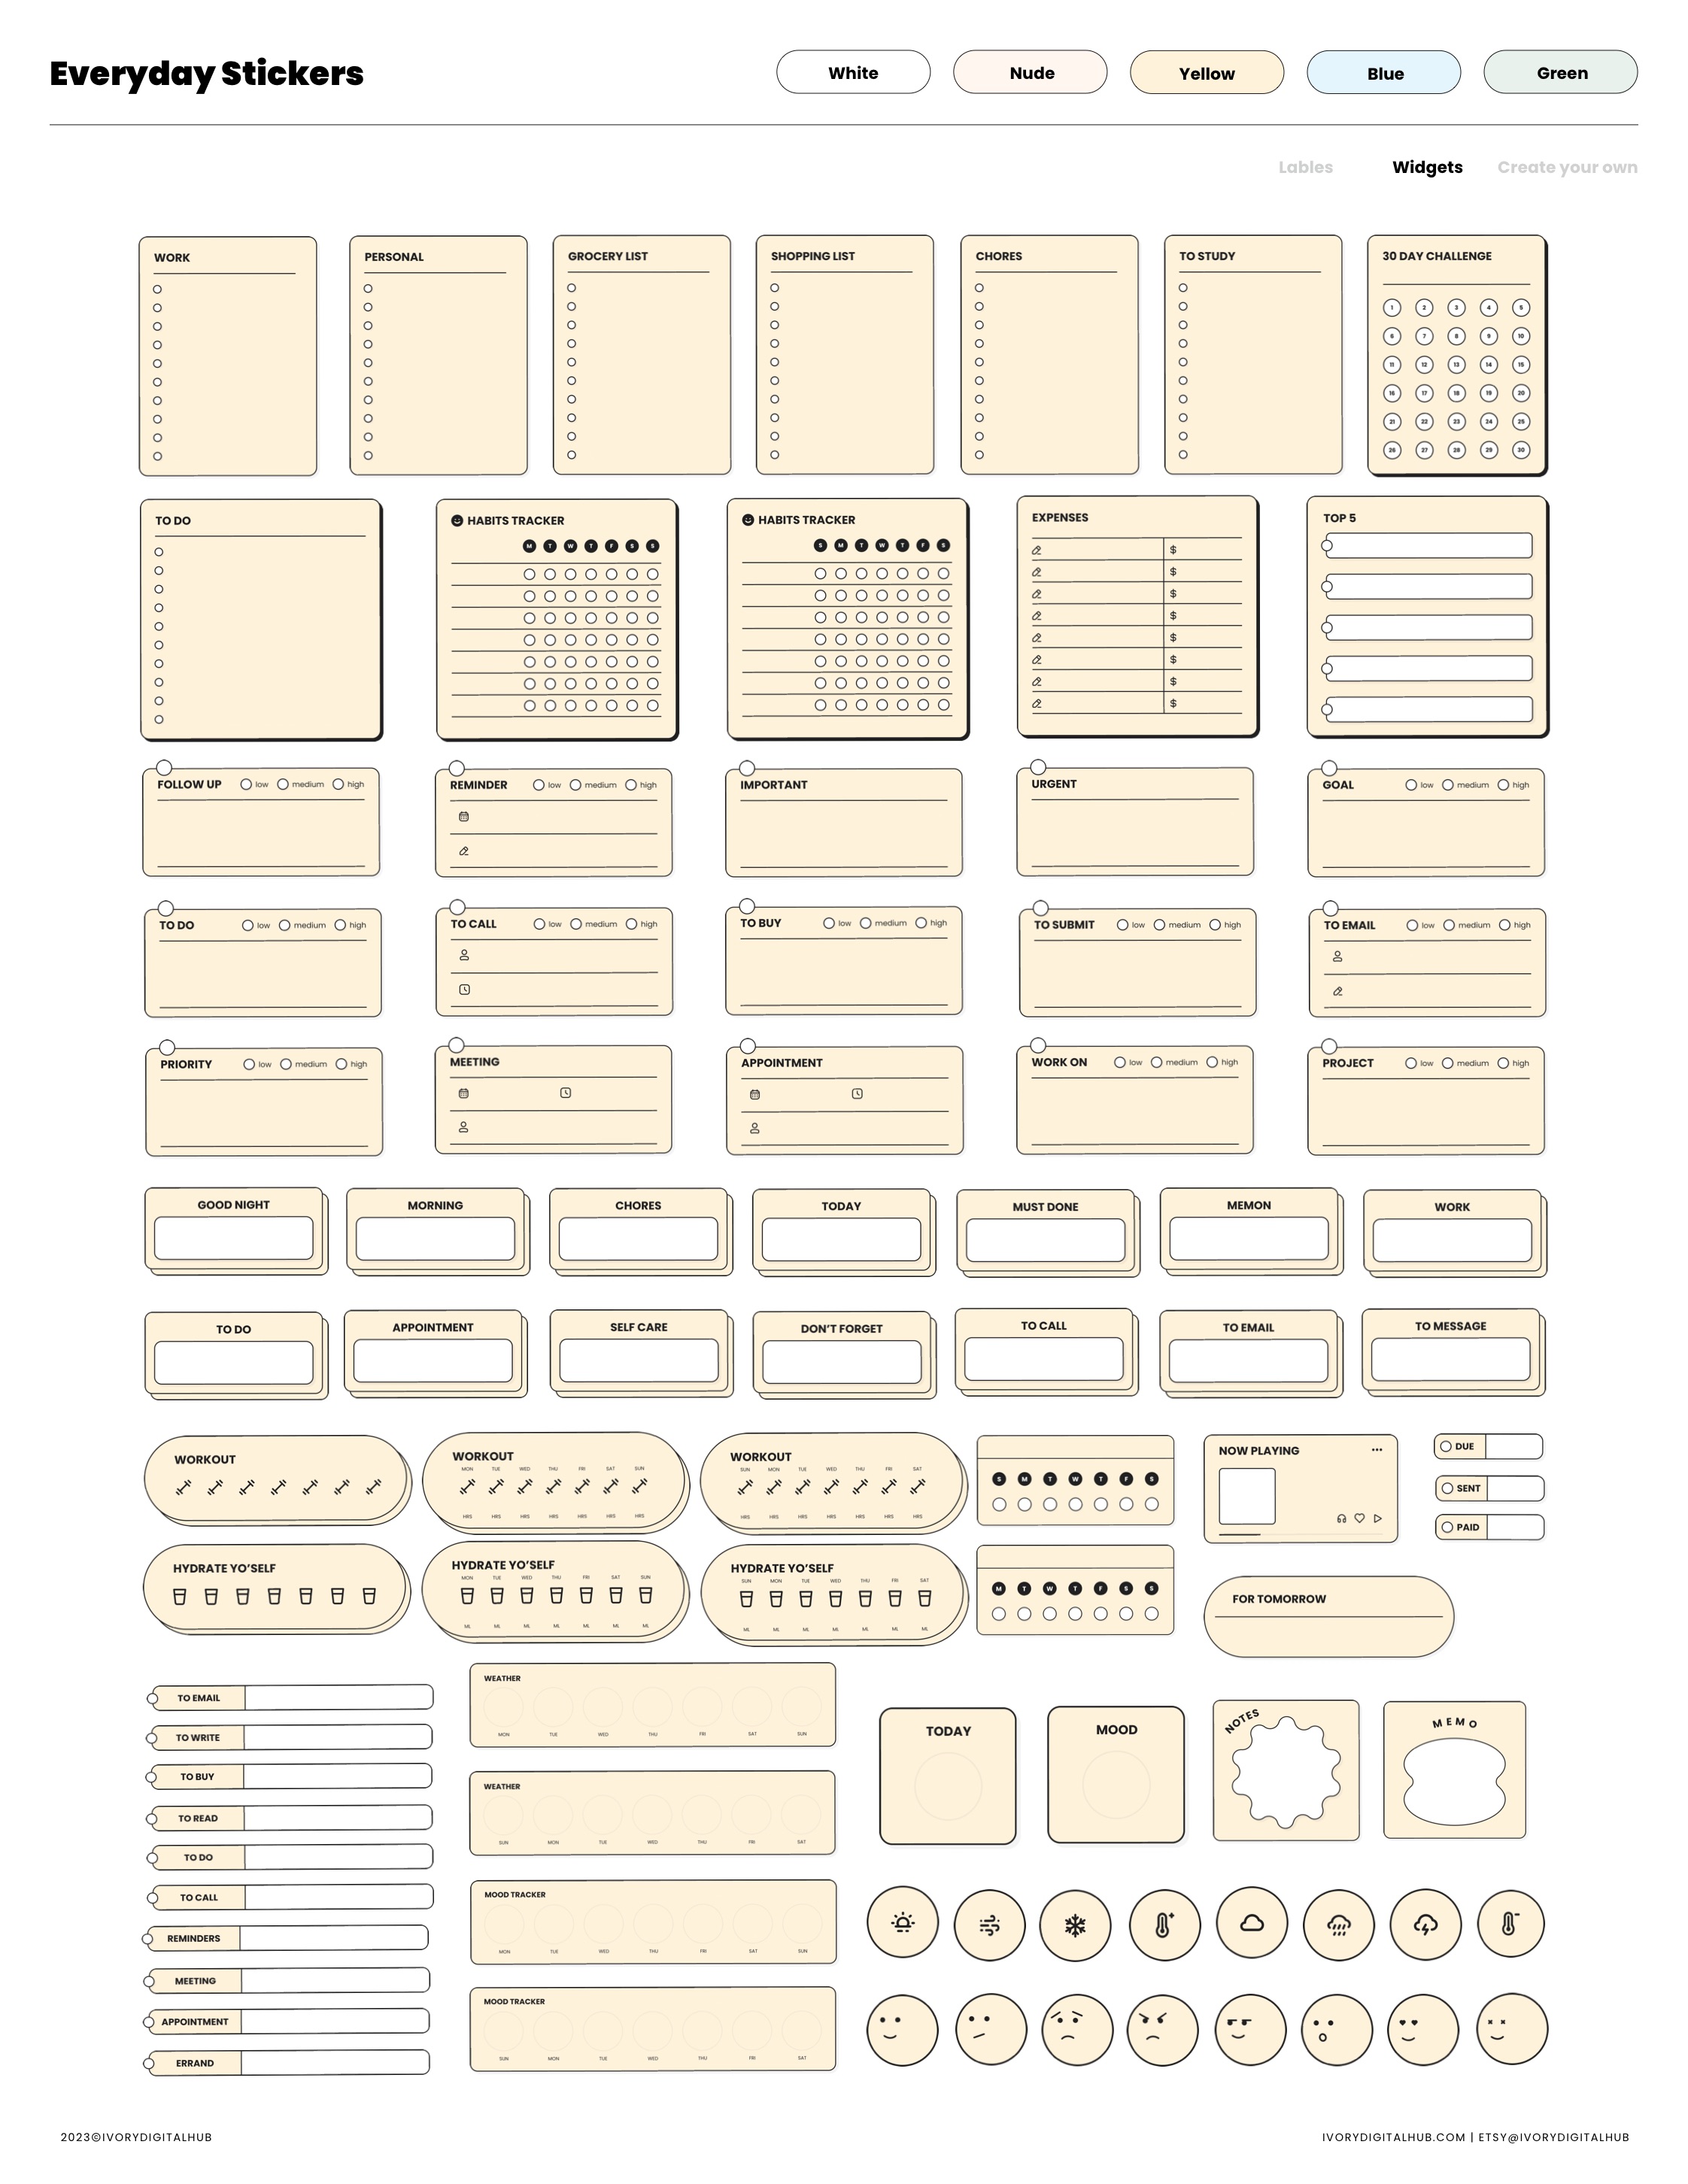 Everyday Stickers
White Nude Yellow Blue Green
Lables Widgets Create your own
WORK PERSONAL GROCERY LIST SHOPPING LIST CHORES TO STUDY 30 DAY CHALLENGE
1 2 3 4 5
6 7 8 9 10
11 12 13 14 15
16 17 18 19 20
21 22 23 24 25
26 27 28 29 30
TO DO HABITS TRACKER HABITS TRACKER EXPENSES TOP 5
M T W T F S S S M T W T F S
$
$
$
$
$
$
$
$
FOLLOW UP low medium high REMINDER low medium high IMPORTANT URGENT GOAL low medium high
TO DO low medium high TO CALL low medium high TO BUY low medium high TO SUBMIT low medium high TO EMAIL low medium high
PRIORITY low medium high MEETING APPOINTMENT WORK ON low medium high PROJECT low medium high
GOOD NIGHT MORNING CHORES TODAY MUST DONE MEMON WORK
TO DO APPOINTMENT SELF CARE DON'T FORGET TO CALL TO EMAIL TO MESSAGE
WORKOUT
WORKOUT
MON TUE WED THU FRI SAT SUN
HRS HRS HRS HRS HRS HRS HRS
WORKOUT
SUN MON TUE WED THU FRI SAT
HRS HRS HRS HRS HRS HRS HRS
S M T W T F S
NOW PLAYING
DUE
SENT
PAID
HYDRATE YO'SELF
HYDRATE YO'SELF
MON TUE WED THU FRI SAT SUN
ML ML ML ML ML ML ML
HYDRATE YO'SELF
SUN MON TUE WED THU FRI SAT
ML ML ML ML ML ML ML
M T W T F S S
FOR TOMORROW
TO EMAIL
TO WRITE
TO BUY
TO READ
TO DO
TO CALL
REMINDERS
MEETING
APPOINTMENT
ERRAND
WEATHER
MON TUE WED THU FRI SAT SUN
WEATHER
SUN MON TUE WED THU FRI SAT
MOOD TRACKER
MON TUE WED THU FRI SAT SUN
MOOD TRACKER
SUN MON TUE WED THU FRI SAT
TODAY MOOD NOTES MEMO
2023©IVORYDIGITALHUB
IVORYDIGITALHUB.COM | ETSY@IVORYDIGITALHUB